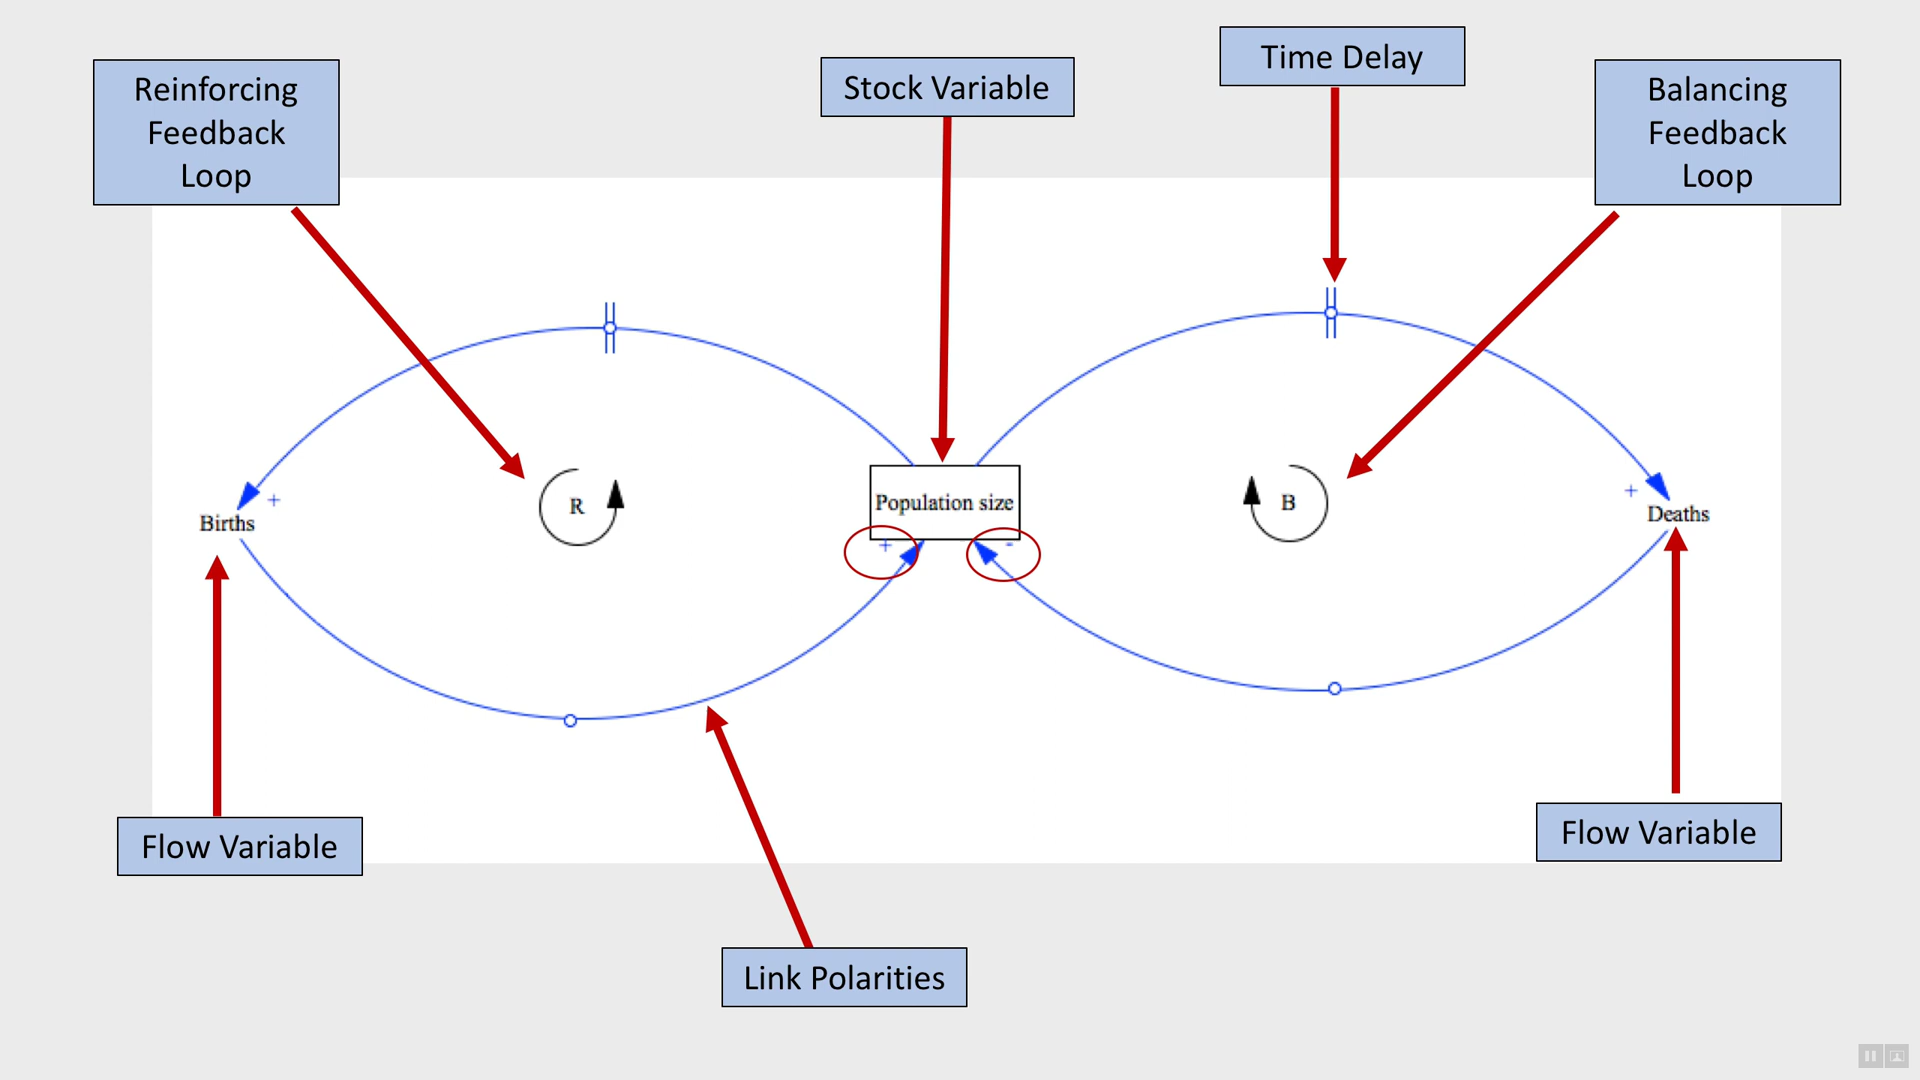 Time Delay
Reinforcing
Feedback
Loop
Stock Variable
Balancing
Feedback
Loop
+
Births
R
Population size
+
-
B
+
Deaths
Flow Variable
Flow Variable
Link Polarities